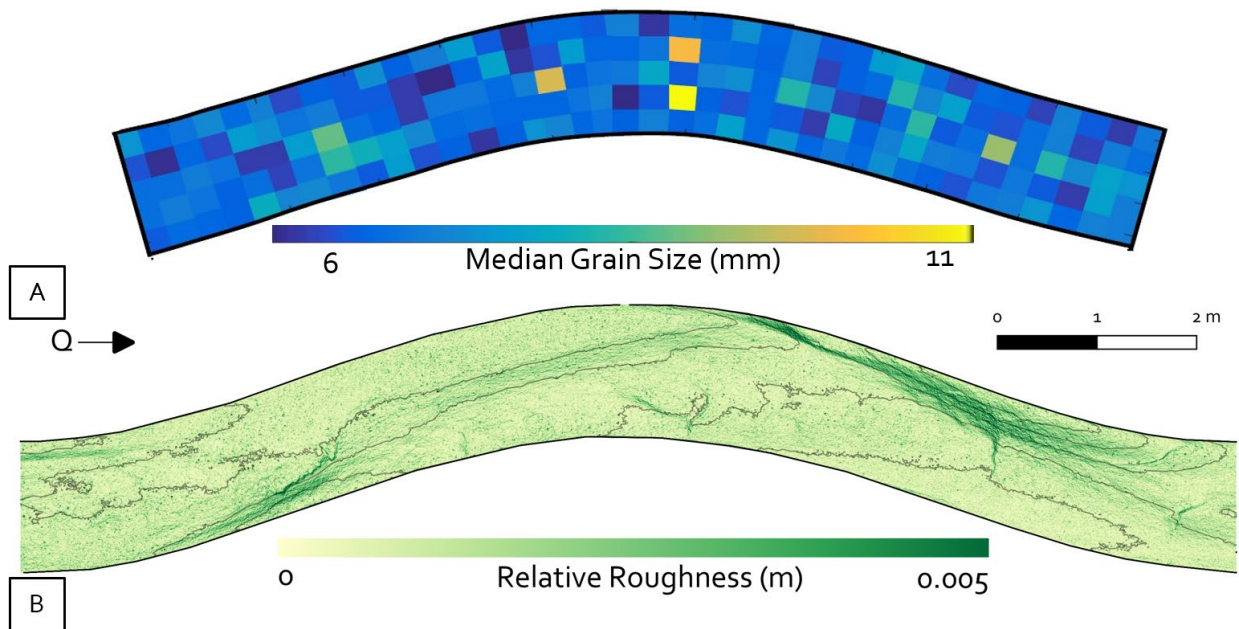 6 Median Grain Size (mm) 11
A
Q
0 1 2 m
0 Relative Roughness (m) 0.005
B